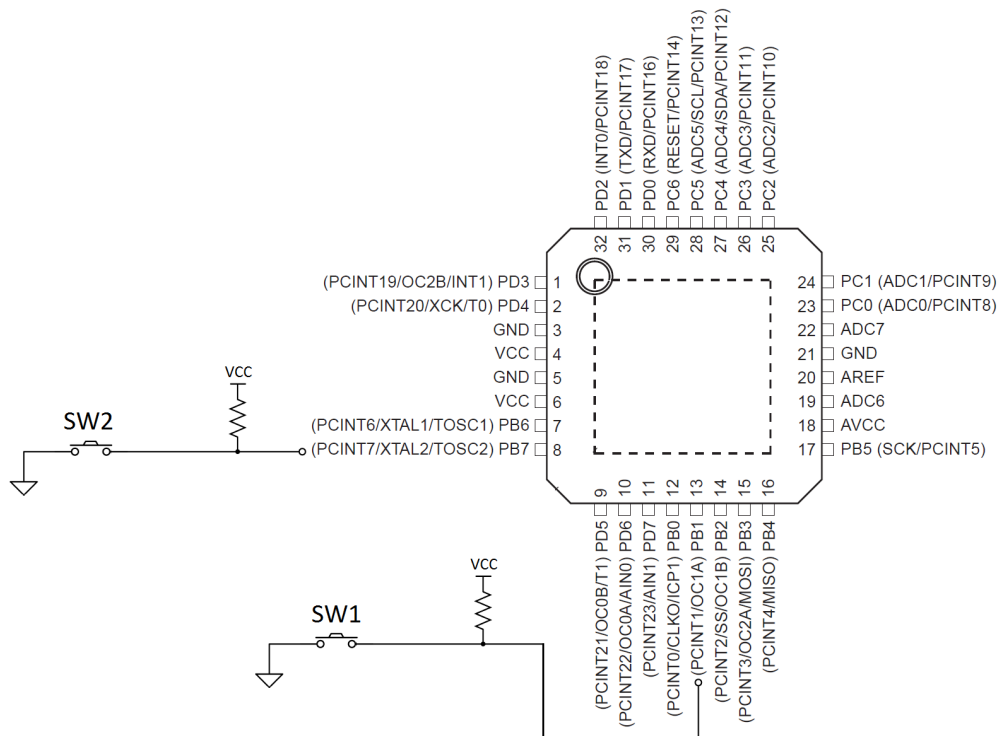 32 PD2 (INT0/PCINT18)
31 PD1 (TXD/PCINT17)
30 PD0 (RXD/PCINT16)
29 PC6 (RESET/PCINT14)
28 PC5 (ADC5/SCL/PCINT13)
27 PC4 (ADC4/SDA/PCINT12)
26 PC3 (ADC3/PCINT11)
25 PC2 (ADC2/PCINT10)
(PCINT19/OC2B/INT1) PD3 1
(PCINT20/XCK/T0) PD4 2
GND 3
VCC 4
GND 5
VCC 6
(PCINT6/XTAL1/TOSC1) PB6 7
(PCINT7/XTAL2/TOSC2) PB7 8
24 PC1 (ADC1/PCINT9)
23 PC0 (ADC0/PCINT8)
22 ADC7
21 GND
20 AREF
19 ADC6
18 AVCC
17 PB5 (SCK/PCINT5)
VCC
SW2
(PCINT21/OC0B/T1) PD5 9
(PCINT22/OC0A/AIN0) PD6 10
(PCINT23/AIN1) PD7 11
(PCINT0/CLKO/ICP1) PB0 12
(PCINT1/OC1A) PB1 13
(PCINT2/SS/OC1B) PB2 14
(PCINT3/OC2A/MOSI) PB3 15
(PCINT4/MISO) PB4 16
VCC
SW1